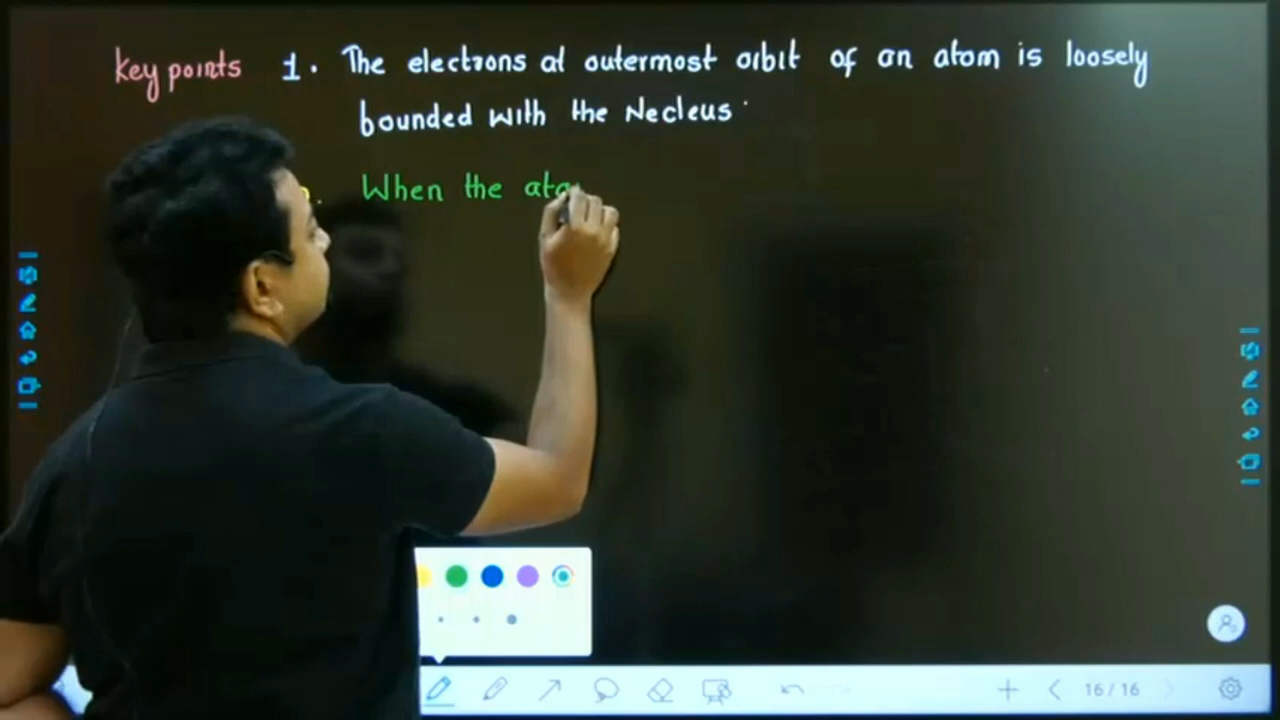 key points 1. The electrons at outermost orbit of an atom is loosely
bounded with the Necleus.
When the
16/16